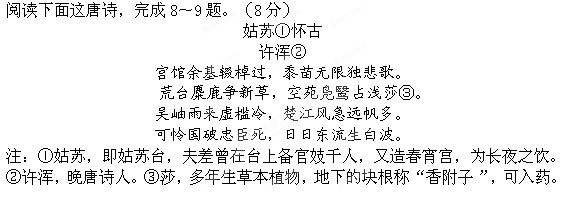 阅读下面这唐诗，完成8～9题。（8分）
姑苏①怀古
许浑②
宫馆余基辍棹过，黍苗无限独悲歌。
荒台麋鹿争新草，空苑凫鹥占浅莎③。
吴岫雨来虚槛冷，楚江风急远帆多。
可怜国破忠臣死，日日东流生白波。
注：①姑苏，即姑苏台，夫差曾在台上备宫妓千人，又造春宵宫，为长夜之饮。
②许浑，晚唐诗人。③莎，多年生草本植物，地下的块根称“香附子”，可入药。